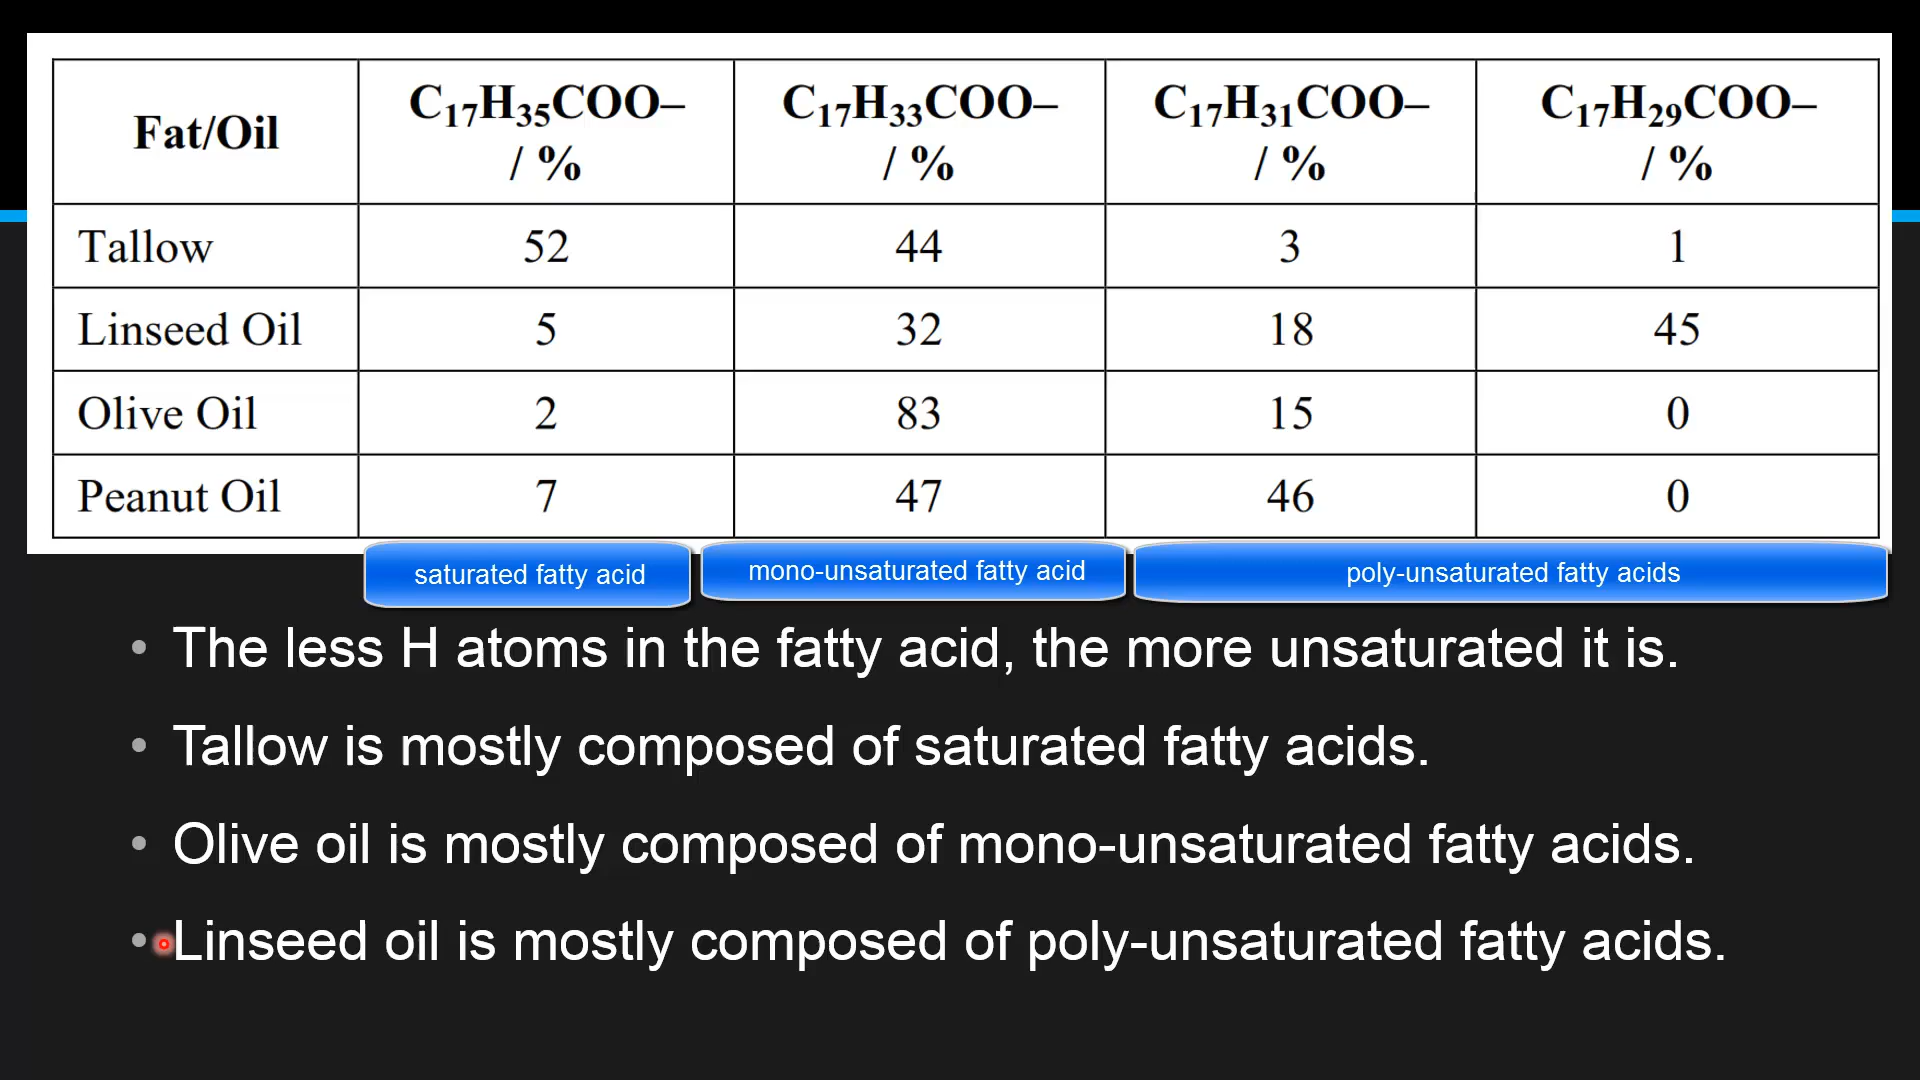 Fat/Oil C₁₇H₃₅COO– / % C₁₇H₃₃COO– / % C₁₇H₃₁COO– / % C₁₇H₂₉COO– / %
Tallow 52 44 3 1
Linseed Oil 5 32 18 45
Olive Oil 2 83 15 0
Peanut Oil 7 47 46 0
saturated fatty acid mono-unsaturated fatty acid poly-unsaturated fatty acids
• The less H atoms in the fatty acid, the more unsaturated it is.
• Tallow is mostly composed of saturated fatty acids.
• Olive oil is mostly composed of mono-unsaturated fatty acids.
• Linseed oil is mostly composed of poly-unsaturated fatty acids.